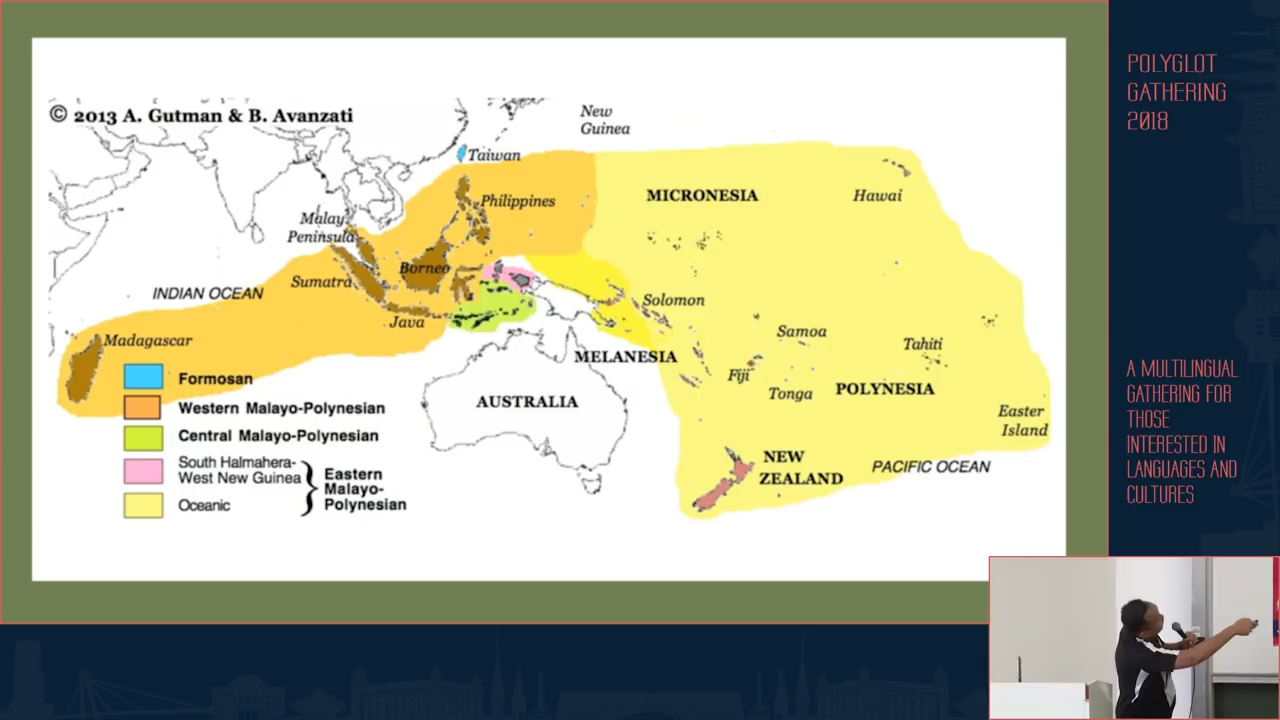 © 2013 A. Gutman & B. Avanzati
New
Guinea
Taiwan
Philippines
MICRONESIA
Hawai
Malay
Peninsula
Sumatra
Borneo
INDIAN OCEAN
Java
Solomon
Madagascar
MELANESIA
Samoa
Tahiti
Fiji
Tonga
POLYNESIA
AUSTRALIA
Easter
Island
NEW
ZEALAND
PACIFIC OCEAN
Formosan
Western Malayo-Polynesian
Central Malayo-Polynesian
South Halmahera-
West New Guinea
Oceanic
Eastern
Malayo-
Polynesian
POLYGLOT
GATHERING
2018
A MULTILINGUAL
GATHERING FOR
THOSE
INTERESTED IN
LANGUAGES AND
CULTURES